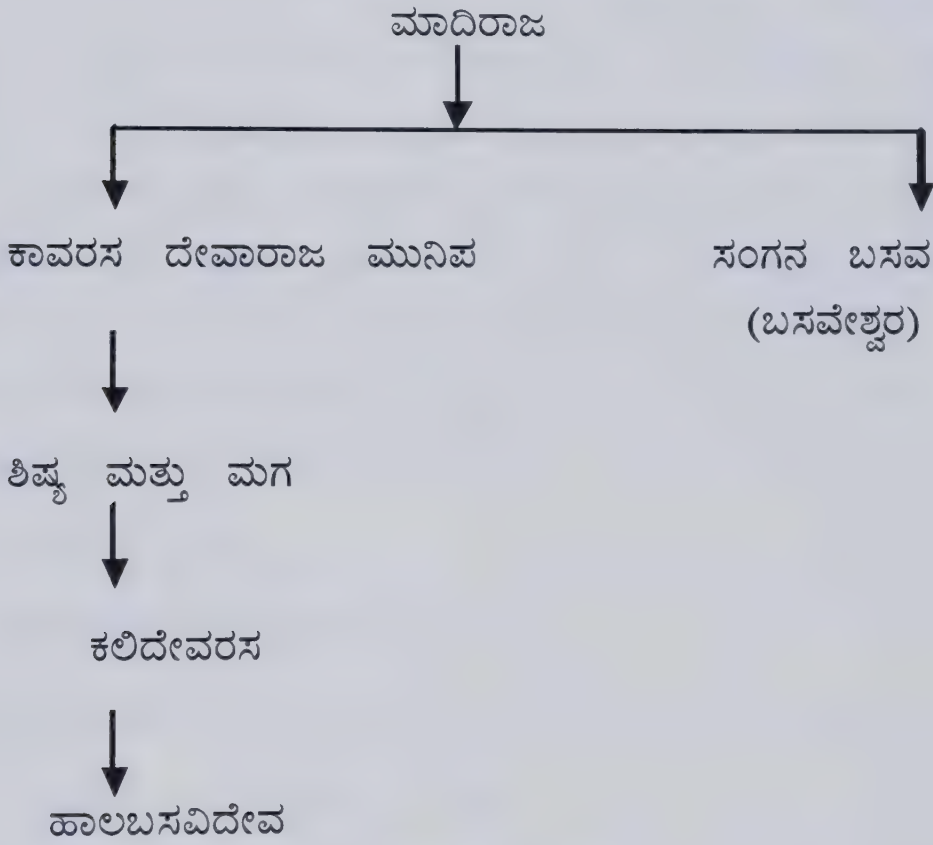 ಮಾದಿರಾಜ
ಕಾವರಸ ದೇವಾರಾಜ ಮುನಿಪ
ಸಂಗನ ಬಸವ
(ಬಸವೇಶ್ವರ)
ಶಿಷ್ಯ ಮತ್ತು ಮಗ
ಕಲಿದೇವರಸ
ಹಾಲಬಸವಿದೇವ